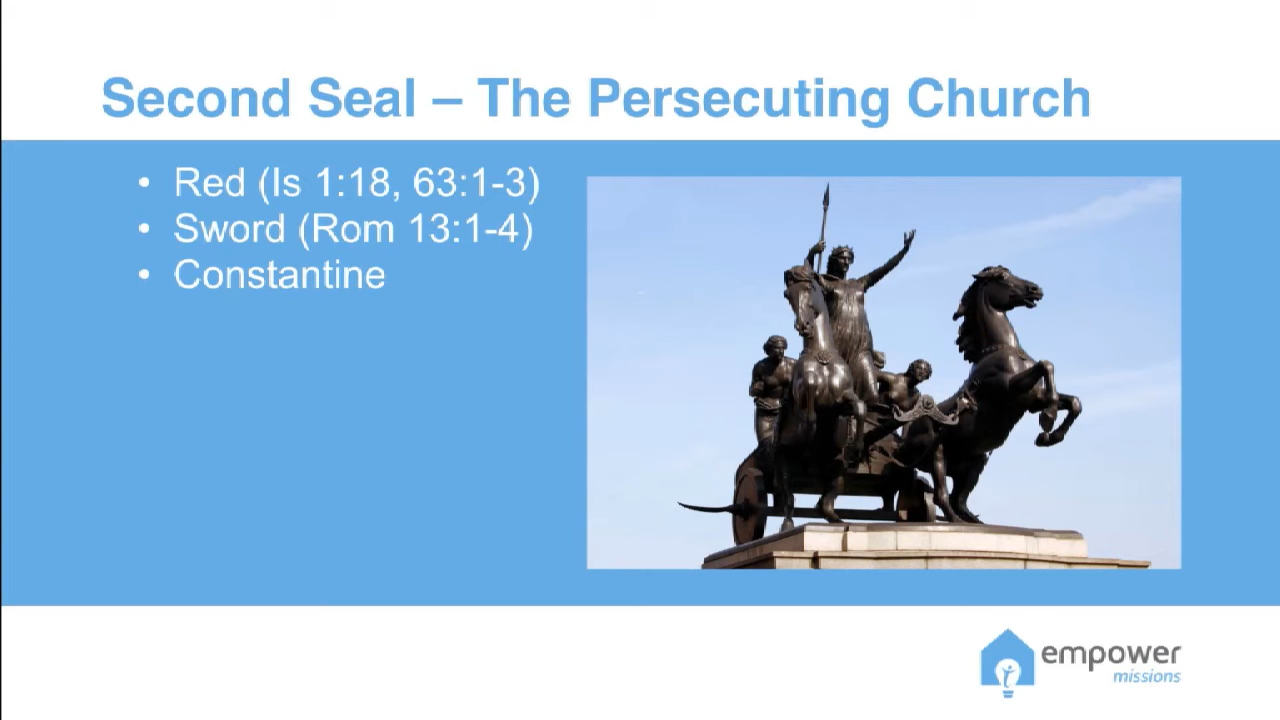 Second Seal – The Persecuting Church
• Red (Is 1:18, 63:1-3)
• Sword (Rom 13:1-4)
• Constantine
empower
missions